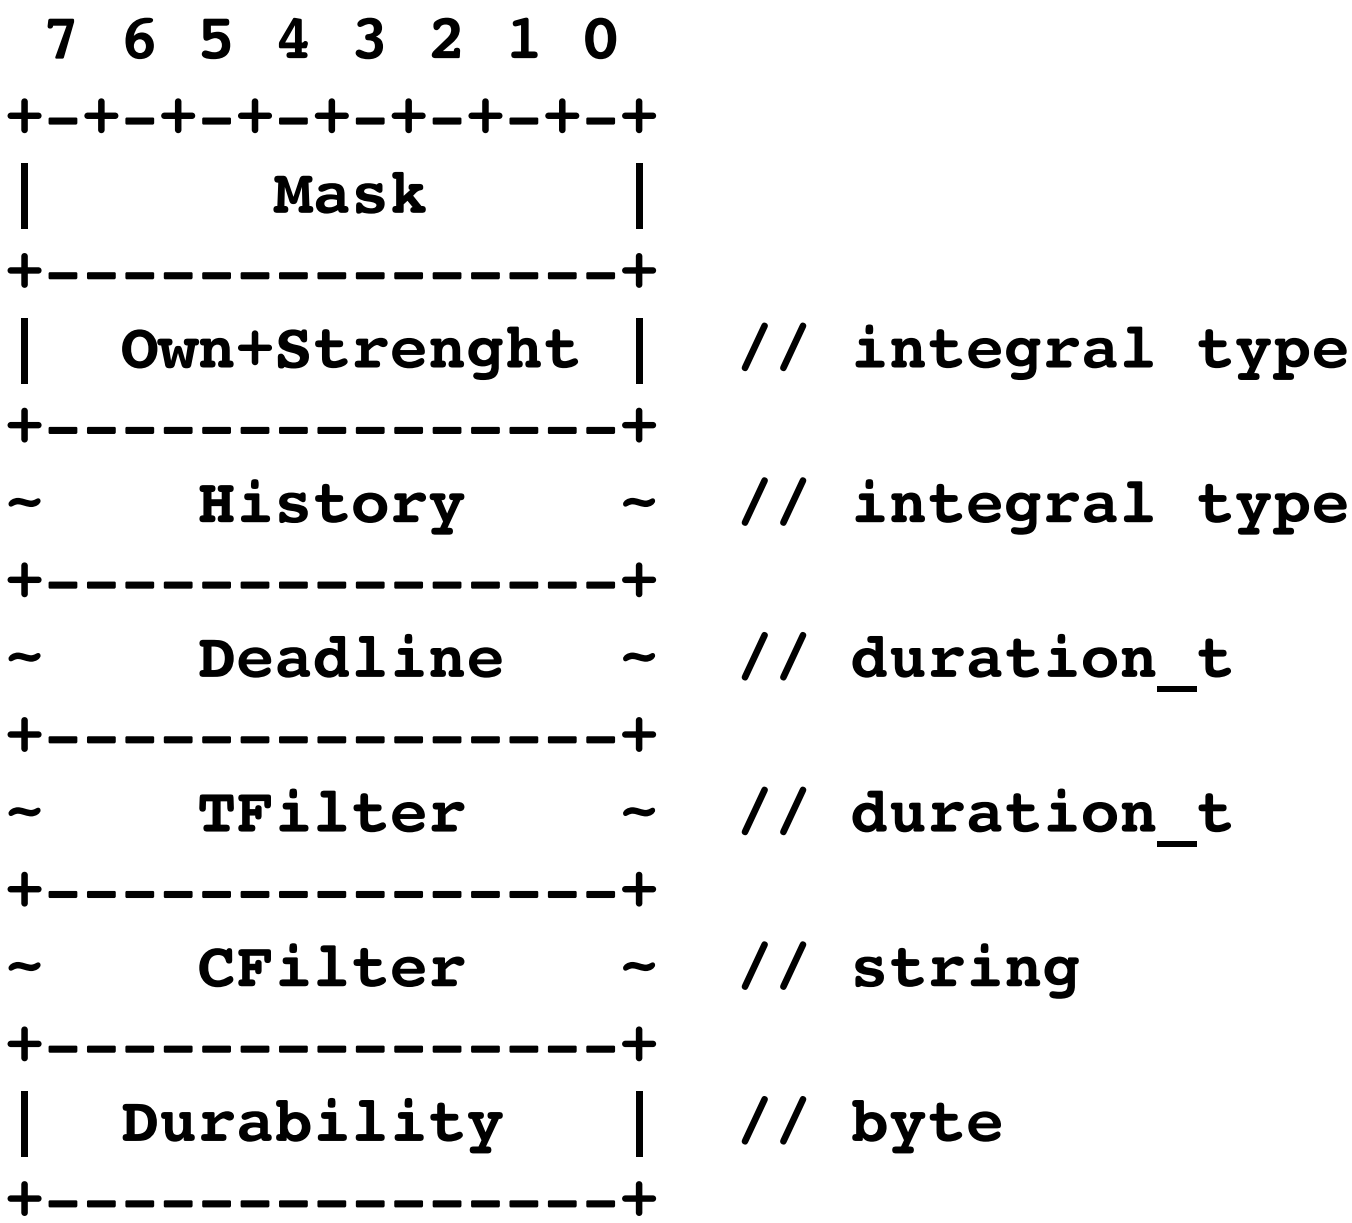 7 6 5 4 3 2 1 0
+-+-+-+-+-+-+-+-+
|      Mask     |
+---------------+
|  Own+Strenght |  // integral type
+---------------+
~    History    ~  // integral type
+---------------+
~    Deadline   ~  // duration_t
+---------------+
~    TFilter    ~  // duration_t
+---------------+
~    CFilter    ~  // string
+---------------+
|  Durability   |  // byte
+---------------+